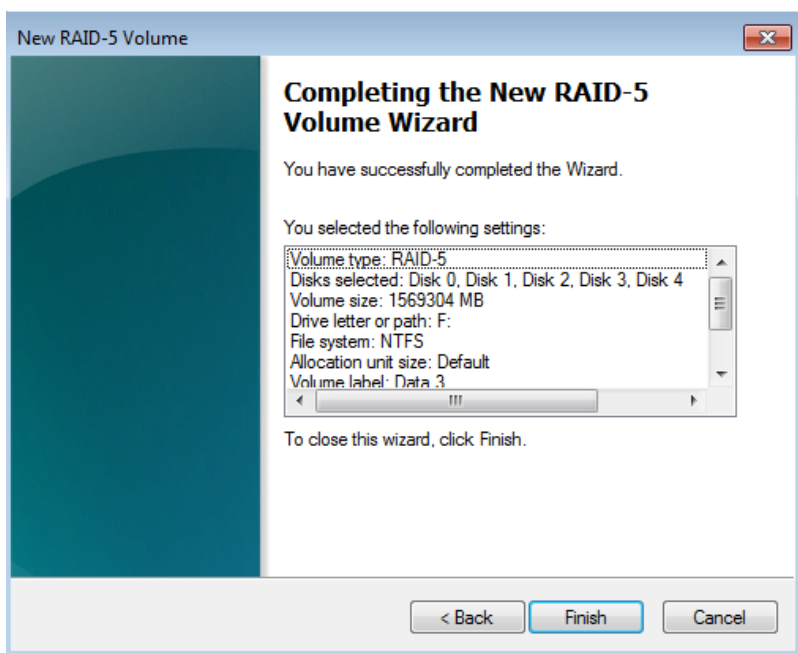 New RAID-5 Volume
Completing the New RAID-5
Volume Wizard
You have successfully completed the Wizard.
You selected the following settings:
Volume type: RAID-5
Disks selected: Disk 0, Disk 1, Disk 2, Disk 3, Disk 4
Volume size: 1569304 MB
Drive letter or path: F:
File system: NTFS
Allocation unit size: Default
Volume label: Data 3
To close this wizard, click Finish.
< Back
Finish
Cancel